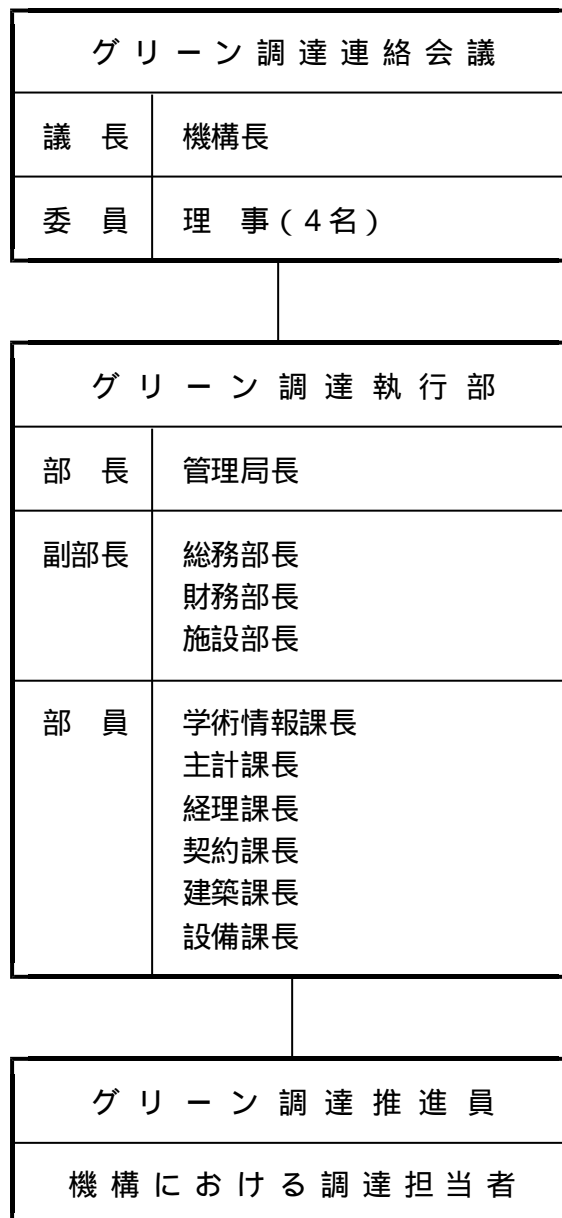 グリーン調達連絡会議
議 長 機構長
委 員 理 事(4名)
グリーン調達執行部
部 長 管理局長
副部長 総務部長
財務部長
施設部長
部 員 学術情報課長
主計課長
経理課長
契約課長
建築課長
設備課長
グリーン調達推進員
機構における調達担当者